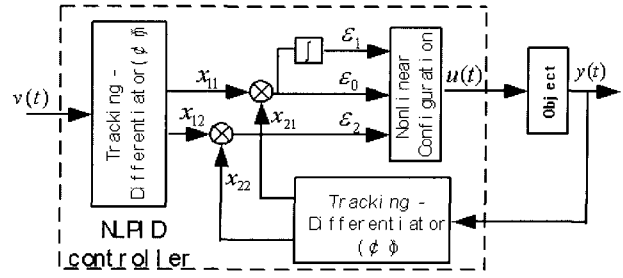 v(t)
Tracking -
Differentiator (¢ ¢)
x₁₁
x₁₂
x₂₁
x₂₂
∫
ε₁
ε₀
ε₂
Nonlinear
Configuration
u(t)
Object
y(t)
Tracking -
Differentiator
NLPID
controller